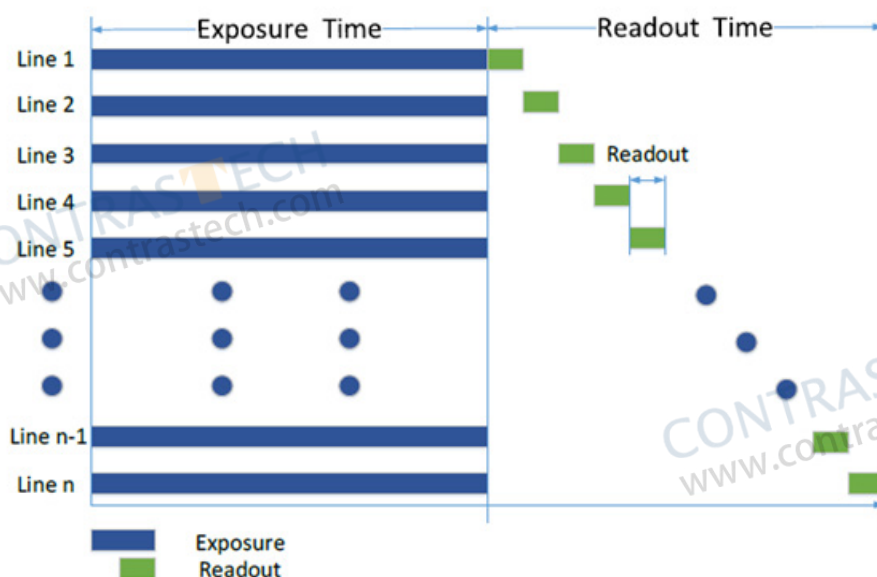 Exposure Time
Readout Time
Line 1
Line 2
Line 3
Readout
Line 4
Line 5
Line n-1
Line n
Exposure
Readout
CONTRASTECH
www.contrastech.com
CONTRAS
www.contras